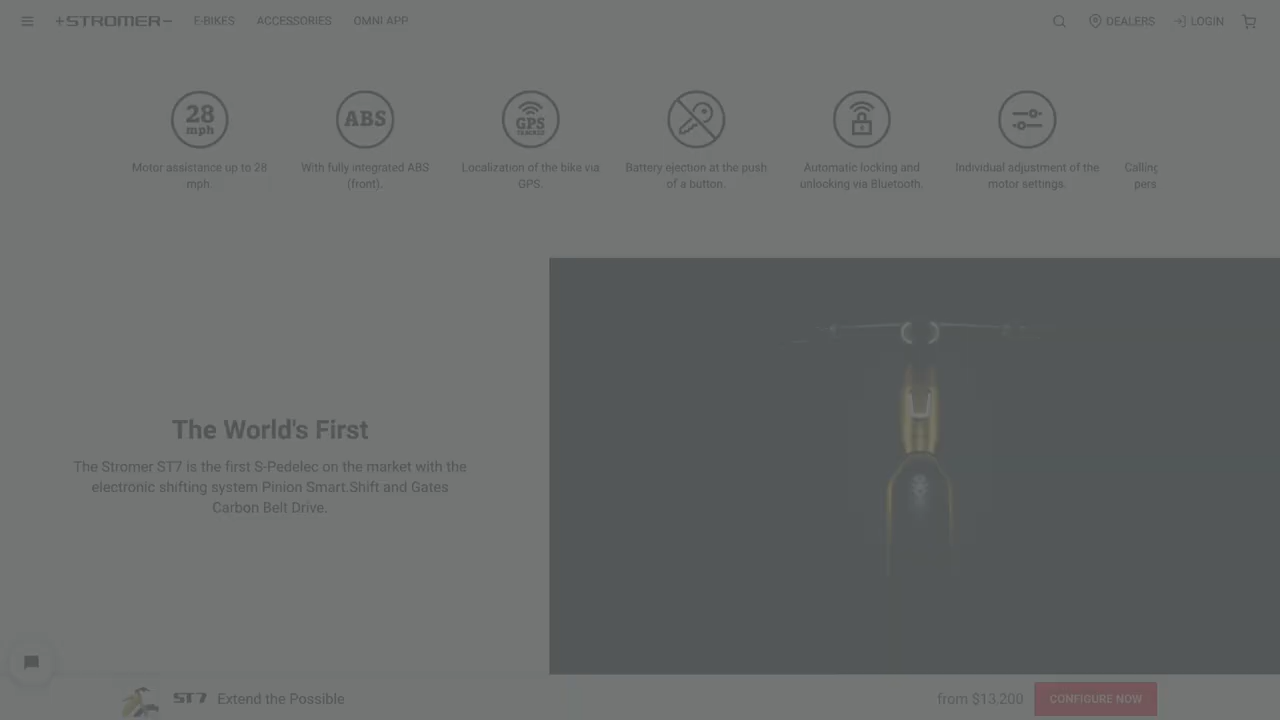 STROMER
E-BIKES
ACCESSORIES
OMNI APP
DEALERS
LOGIN
28
mph
ABS
GPS
TRACKER
Motor assistance up to 28
mph.
With fully integrated ABS
(front).
Localization of the bike via
GPS.
Battery ejection at the push
of a button.
Automatic locking and
unlocking via Bluetooth.
Individual adjustment of the
motor settings.
Calling
pers
The World's First
The Stromer ST7 is the first S-Pedelec on the market with the
electronic shifting system Pinion Smart.Shift and Gates
Carbon Belt Drive.
ST7 Extend the Possible
from $13,200
CONFIGURE NOW